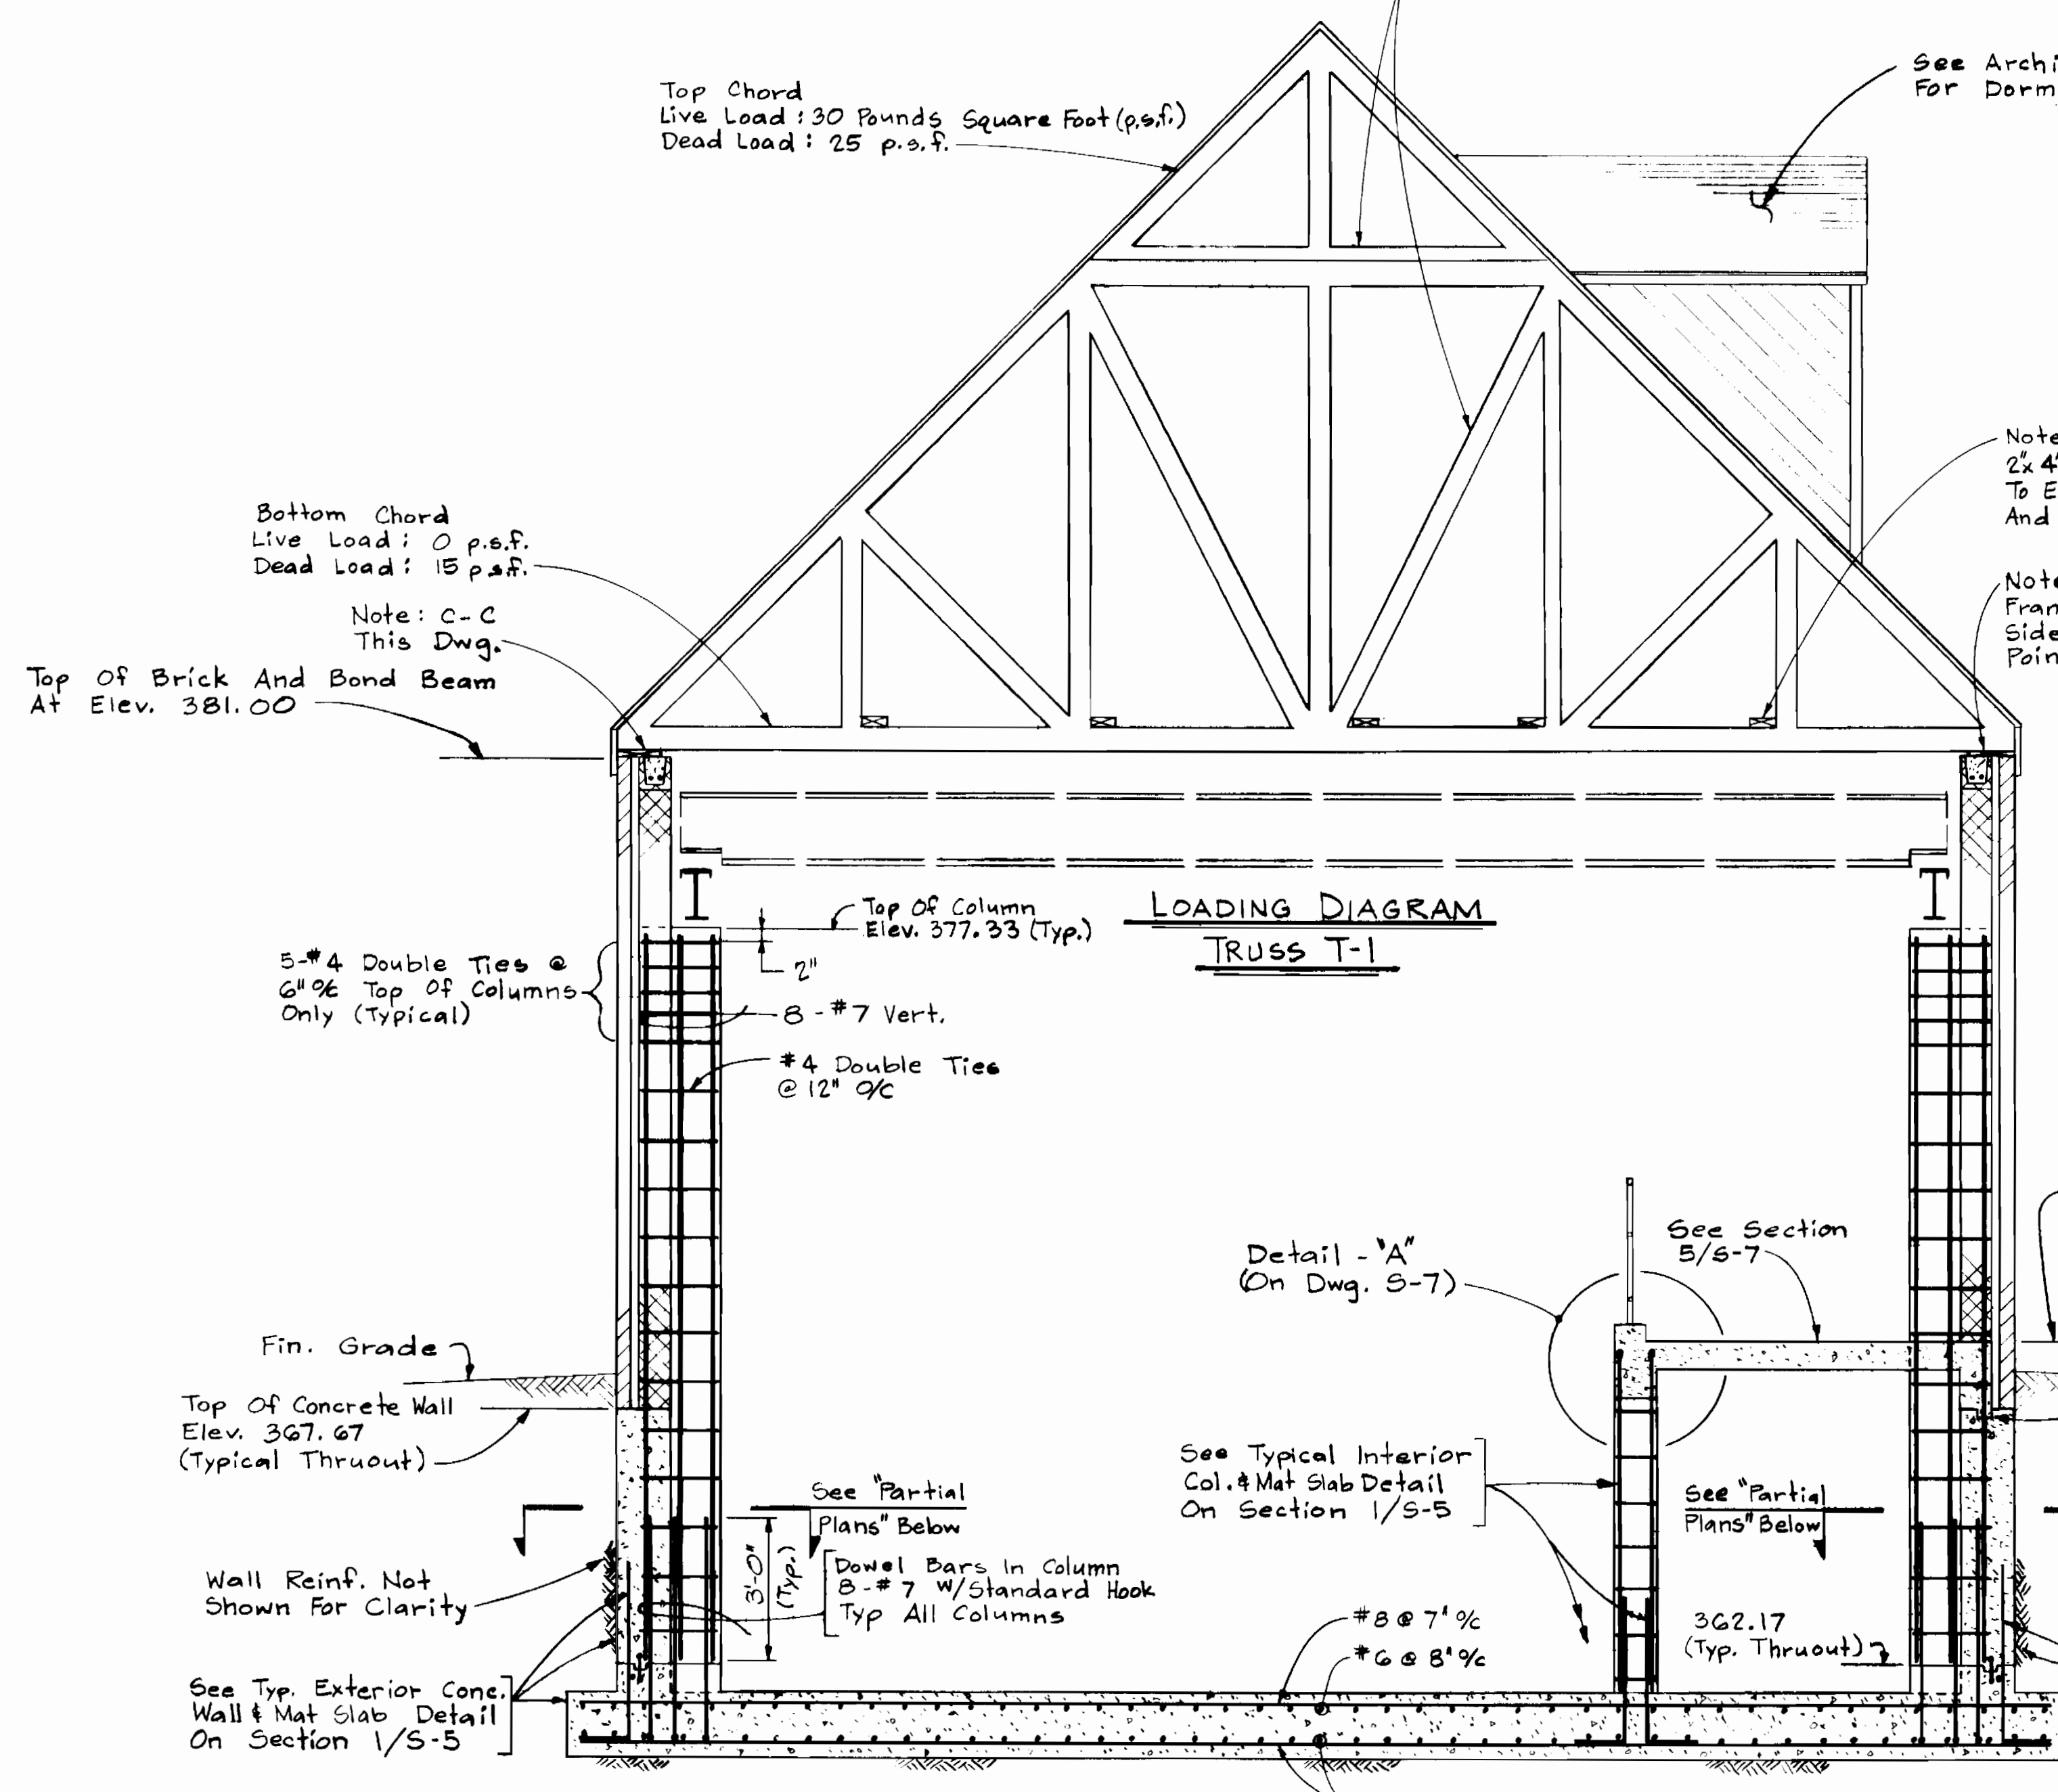 Top Chord
Live Load : 30 Pounds Square Foot (p.s.f.)
Dead Load : 25 p.s.f.
See Archi
For Dorm
Bottom Chord
Live Load : 0 p.s.f.
Dead Load : 15 p.s.f.
Note : C-C
This Dwg.
Top Of Brick And Bond Beam
At Elev. 381.00
Note
2"x 4"
To E
And
Note
Fran
Side
Poin
Top Of Column
Elev. 377.33 (Typ.)
2"
LOADING DIAGRAM
TRUSS T-1
5-#4 Double Ties @
6" o/c Top Of Columns
Only (Typical)
8 - #7 Vert.
#4 Double Ties
@ 12" O/C
Detail - "A"
(On Dwg. S-7)
See Section
5/S-7
Fin. Grade
Top Of Concrete Wall
Elev. 367.67
(Typical Thruout)
See "Partial
Plans" Below
See Typical Interior
Col. & Mat Slab Detail
On Section 1/S-5
See "Partial
Plans" Below
Wall Reinf. Not
Shown For Clarity
3'-0"
(Typ.)
Dowel Bars In Column
8-#7 W/Standard Hook
Typ All Columns
#8 @ 7" o/c
#6 @ 8" o/c
362.17
(Typ. Thruout)
See Typ. Exterior Conc.
Wall & Mat Slab Detail
On Section 1/S-5